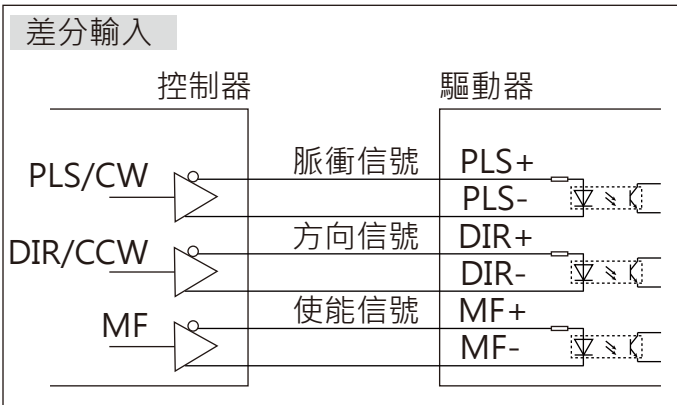 差分輸入
控制器
驅動器
PLS/CW
脈衝信號
PLS+
PLS-
DIR/CCW
方向信號
DIR+
DIR-
MF
使能信號
MF+
MF-